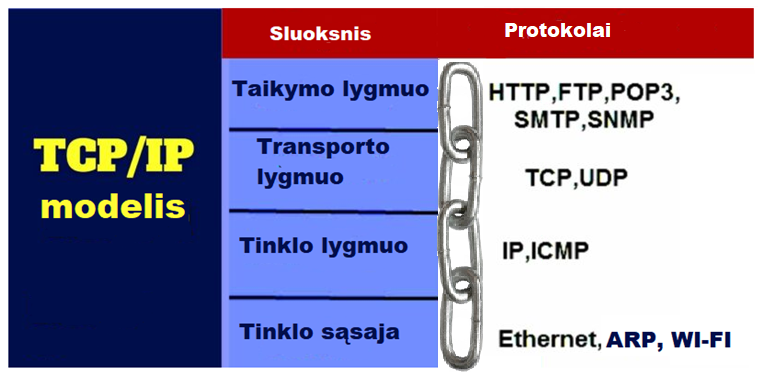 TCP/IP
modelis
Sluoksnis
Protokolai
Taikymo lygmuo
HTTP,FTP,POP3,
SMTP,SNMP
Transporto
lygmuo
TCP,UDP
Tinklo lygmuo
IP,ICMP
Tinklo sąsaja
Ethernet, ARP, WI-FI